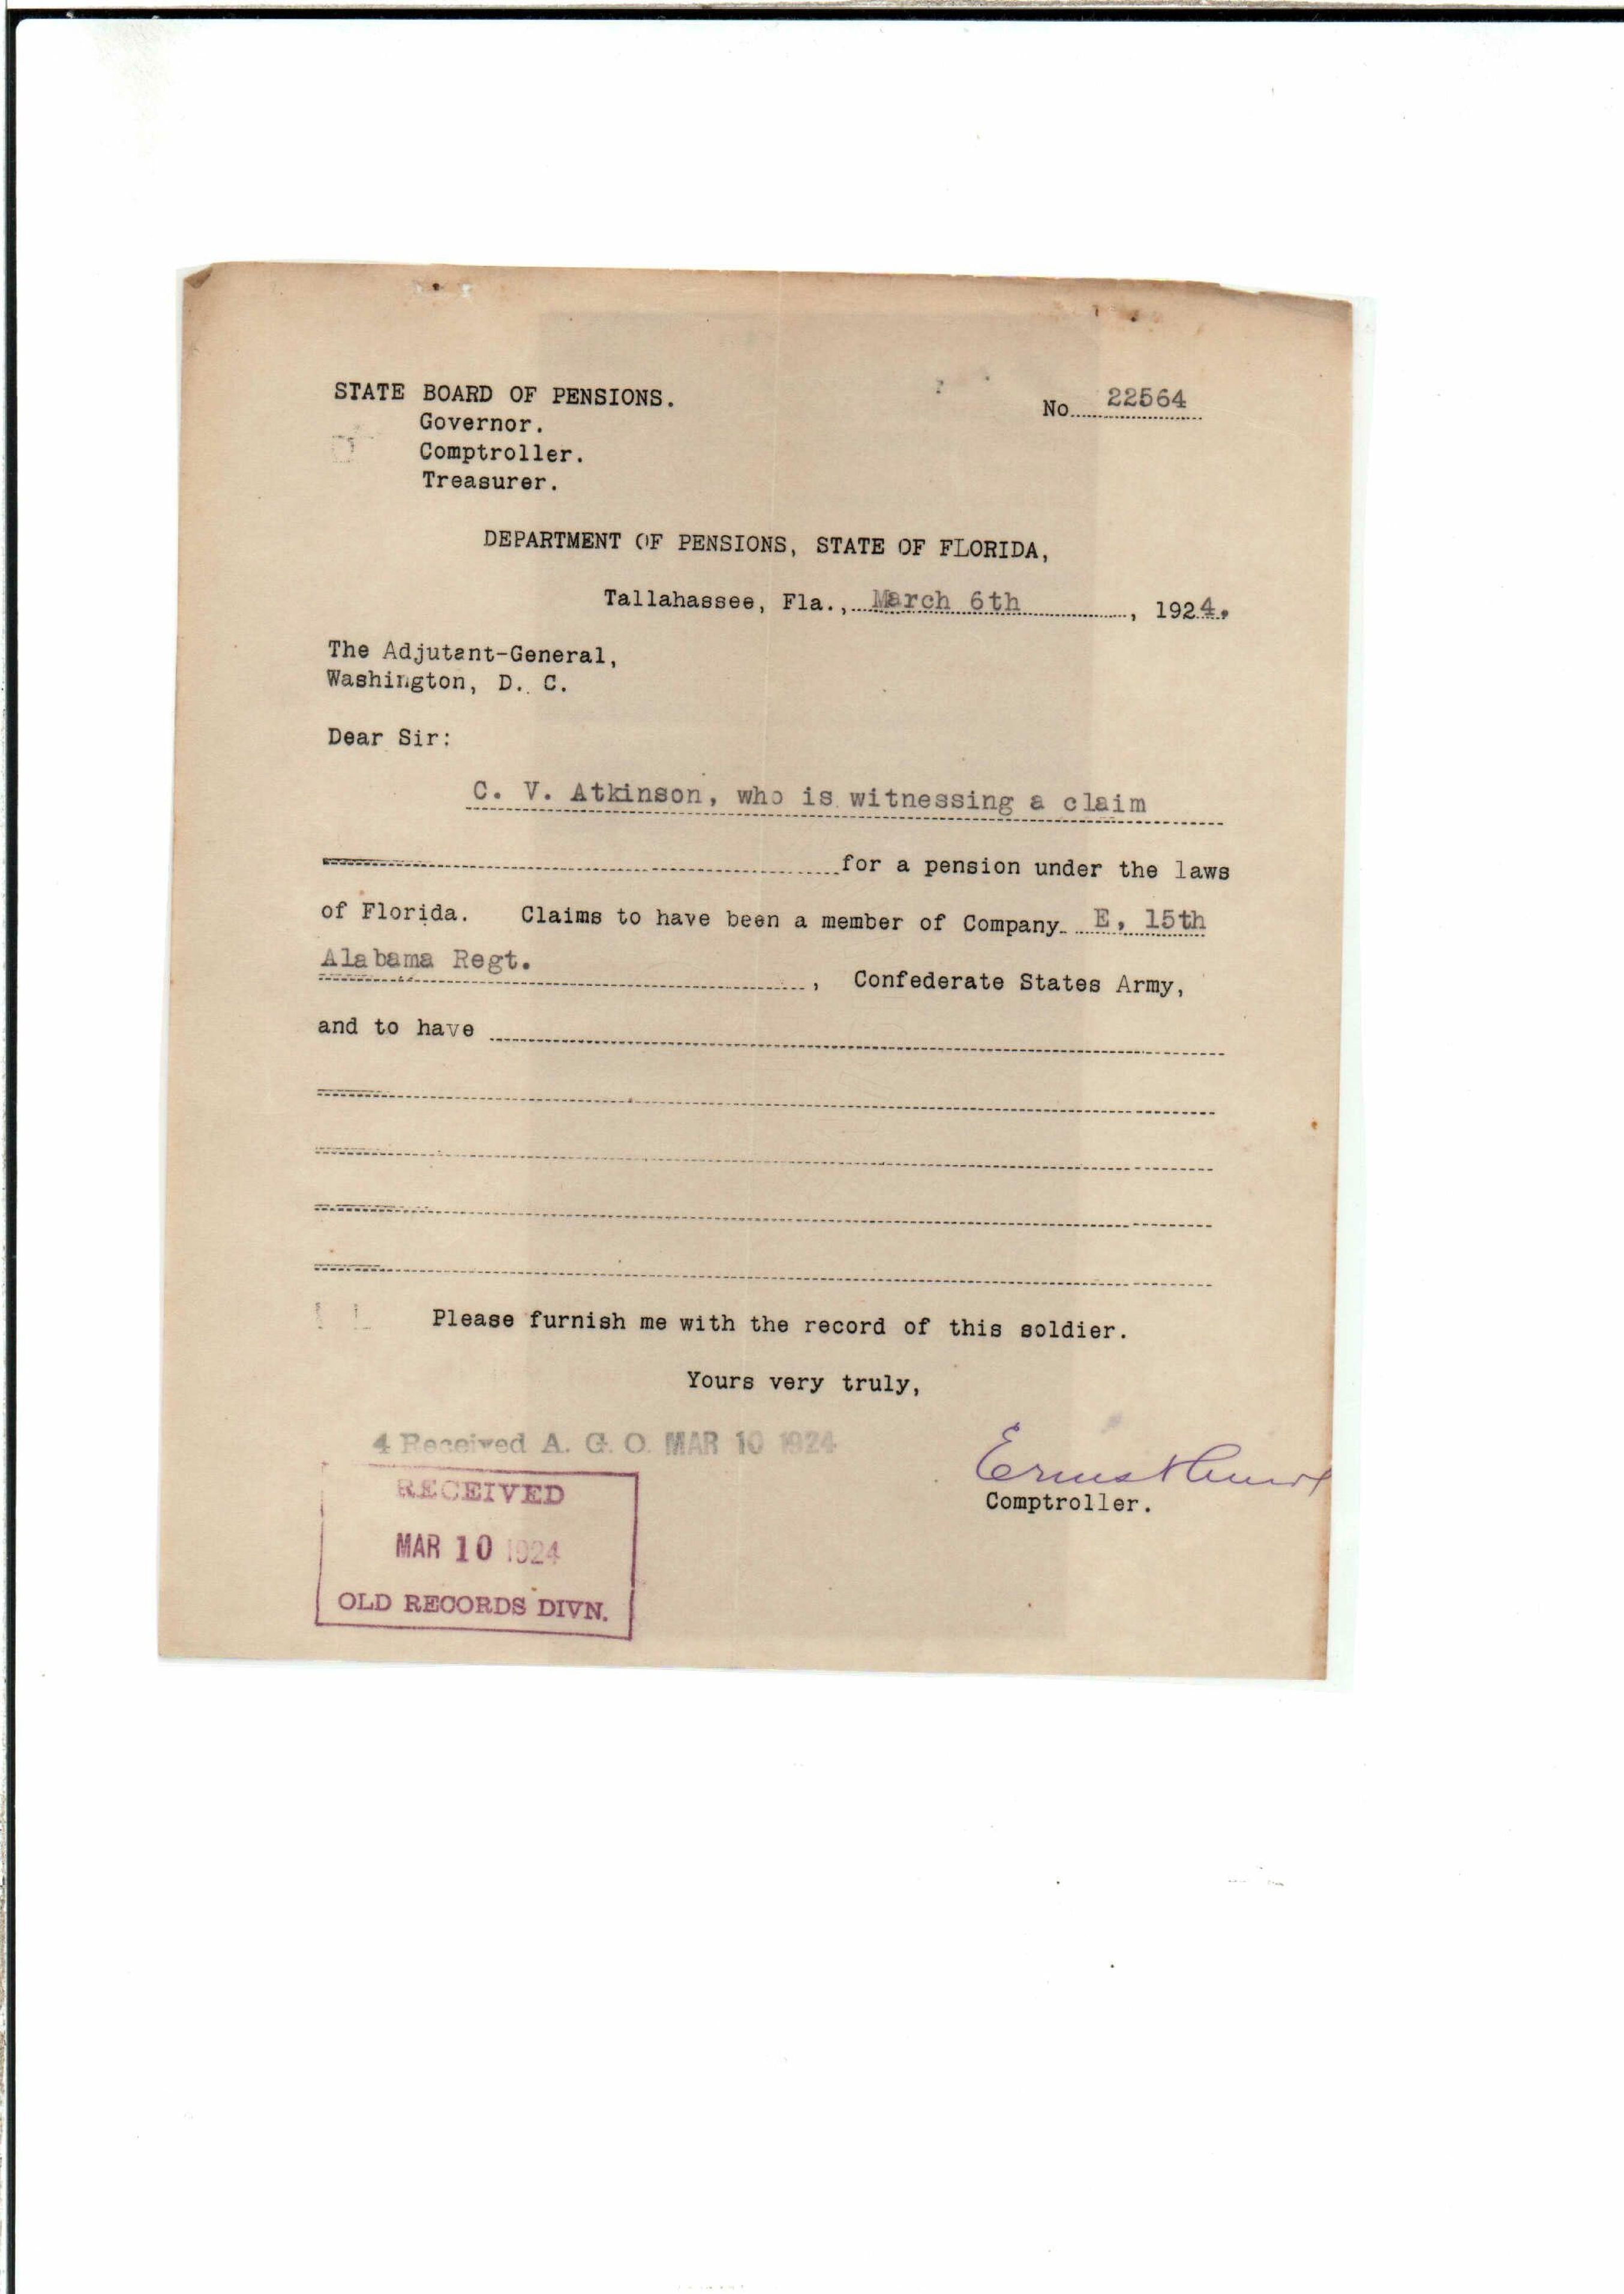 STATE BOARD OF PENSIONS.
No. 22564
Governor.
Comptroller.
Treasurer.
DEPARTMENT OF PENSIONS, STATE OF FLORIDA,
Tallahassee, Fla., March 6th, 1924.
The Adjutant-General,
Washington, D. C.
Dear Sir:
C. V. Atkinson, who is witnessing a claim
for a pension under the laws
of Florida. Claims to have been a member of Company E, 15th
Alabama Regt., Confederate States Army,
and to have
Please furnish me with the record of this soldier.
Yours very truly,
4 Received A. G. O. MAR 10 1924
Ernest
Comptroller.
RECEIVED
MAR 10 1924
OLD RECORDS DIVN.